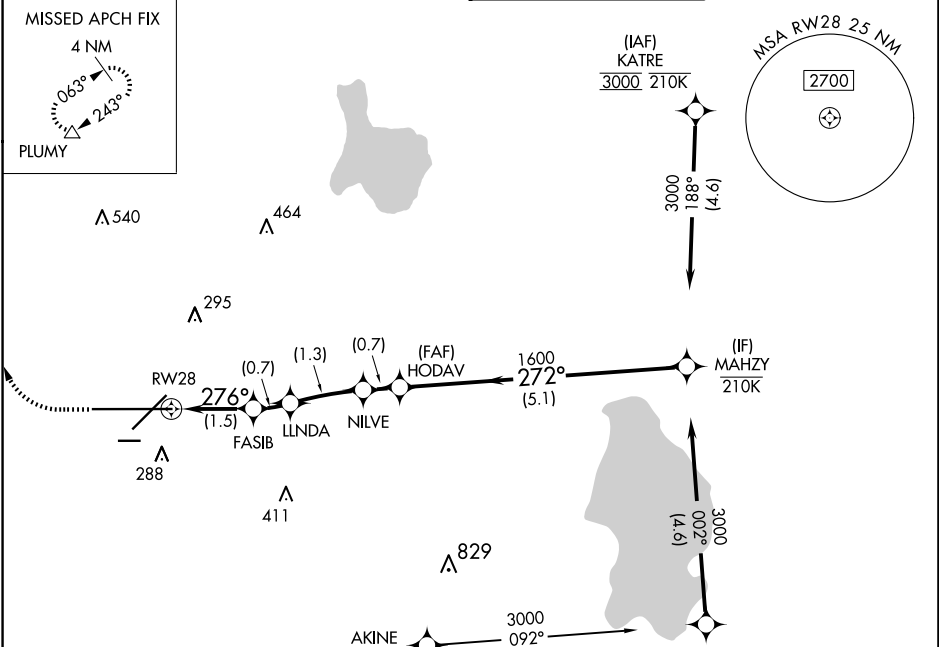 MISSED APCH FIX
4 NM
063°
243°
PLUMY
(IAF)
KATRE
3000 210K
MSA RW28 25 NM
2700
3000
188°
(4.6)
540
464
295
(0.7)
(1.3)
(0.7)
(FAF)
HODAV
1600
272°
(5.1)
(IF)
MAHZY
210K
RW28
276°
(1.5)
FASIB
LLNDA
NILVE
288
411
829
3000
002°
(4.6)
AKINE
3000
092°